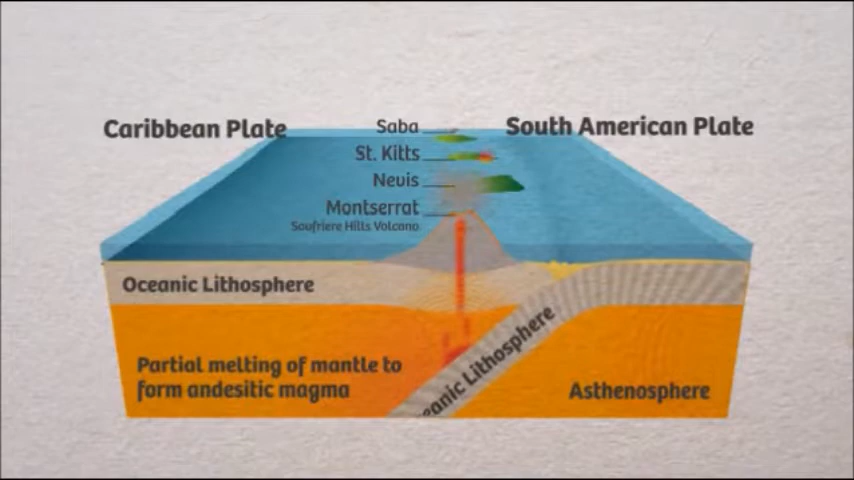 Caribbean Plate
Saba
South American Plate
St. Kitts
Nevis
Montserrat
Soufriere Hills Volcano
Oceanic Lithosphere
Lithosphere
Partial melting of mantle to
form andesitic magma
Asthenosphere